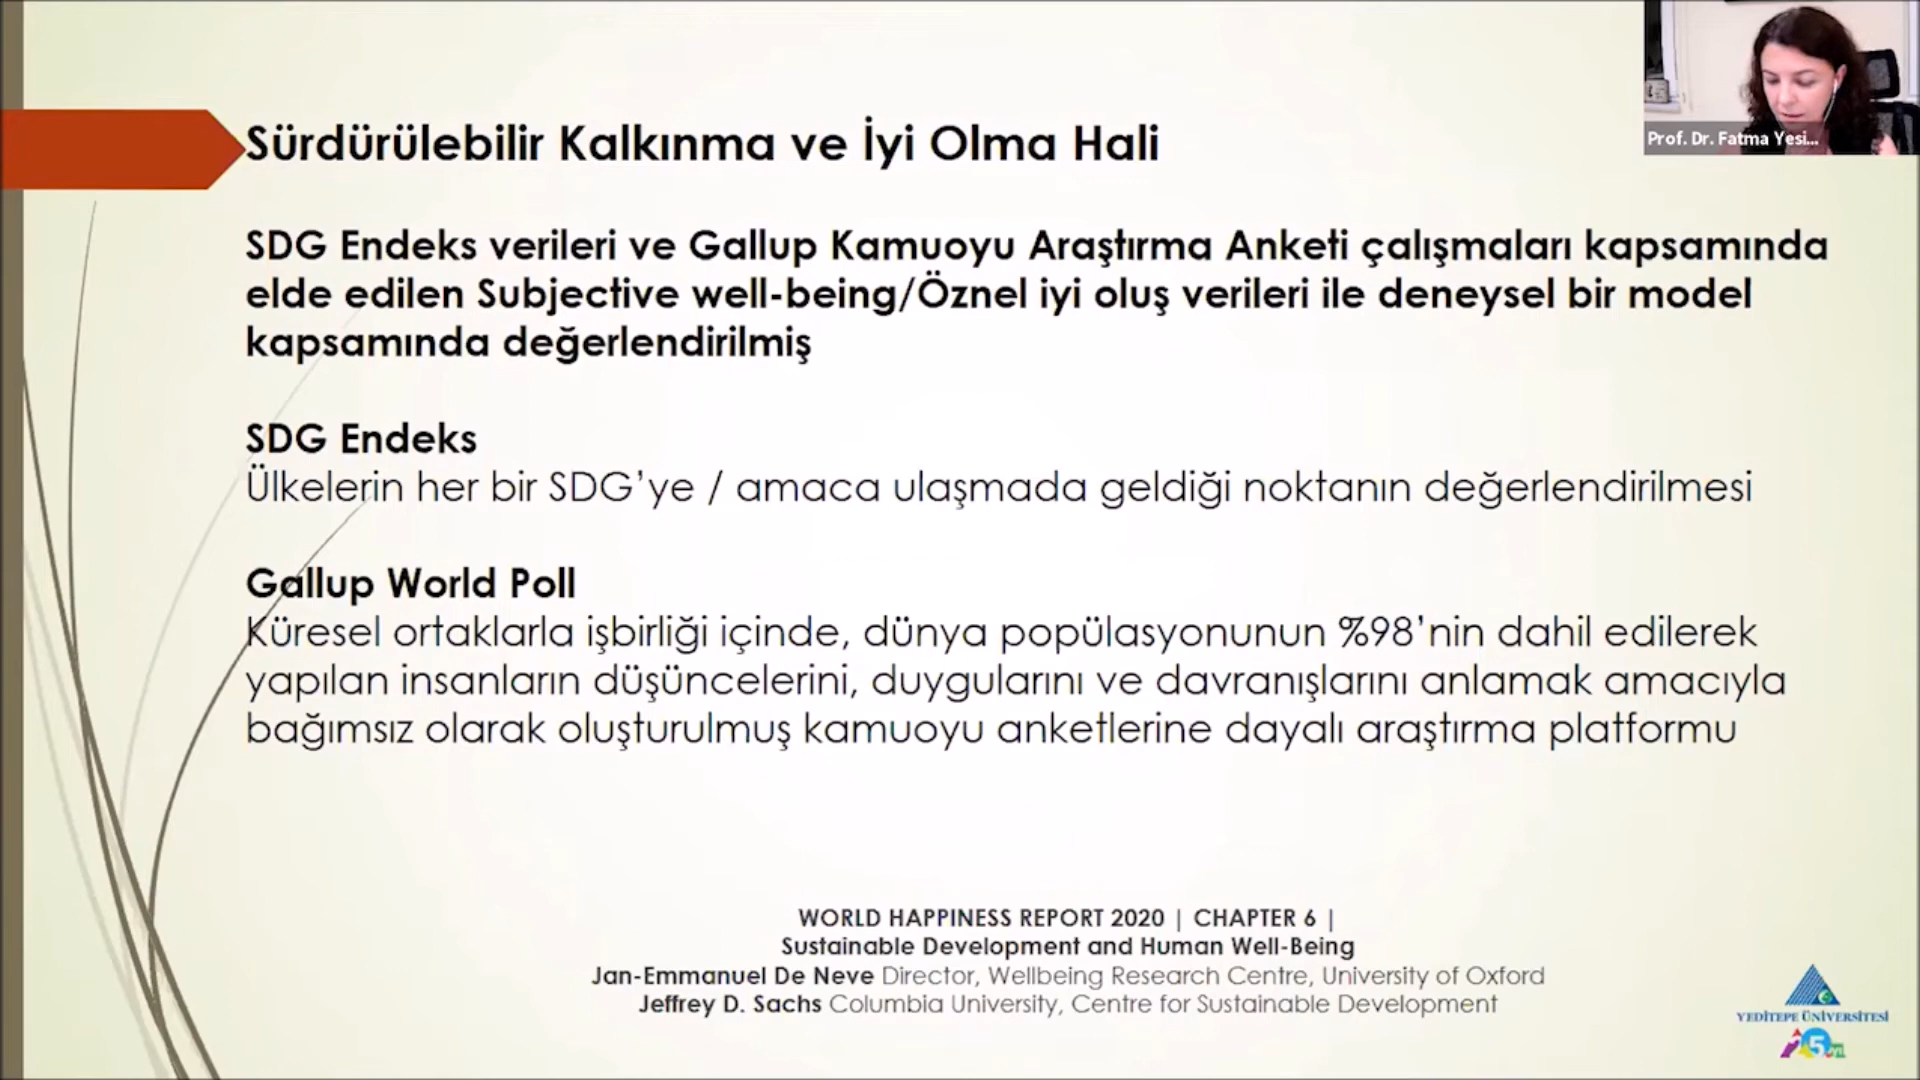 Sürdürülebilir Kalkınma ve İyi Olma Hali
Prof. Dr. Fatma Yesi...
SDG Endeks verileri ve Gallup Kamuoyu Araştırma Anketi çalışmaları kapsamında
elde edilen Subjective well-being/Öznel iyi oluş verileri ile deneysel bir model
kapsamında değerlendirilmiş
SDG Endeks
Ülkelerin her bir SDG'ye / amaca ulaşmada geldiği noktanın değerlendirilmesi
Gallup World Poll
Küresel ortaklarla işbirliği içinde, dünya popülasyonunun %98'nin dahil edilerek
yapılan insanların düşüncelerini, duygularını ve davranışlarını anlamak amacıyla
bağımsız olarak oluşturulmuş kamuoyu anketlerine dayalı araştırma platformu
WORLD HAPPINESS REPORT 2020 | CHAPTER 6 |
Sustainable Development and Human Well-Being
Jan-Emmanuel De Neve Director, Wellbeing Research Centre, University of Oxford
Jeffrey D. Sachs Columbia University, Centre for Sustainable Development
YEDİTEPE ÜNİVERSİTESİ